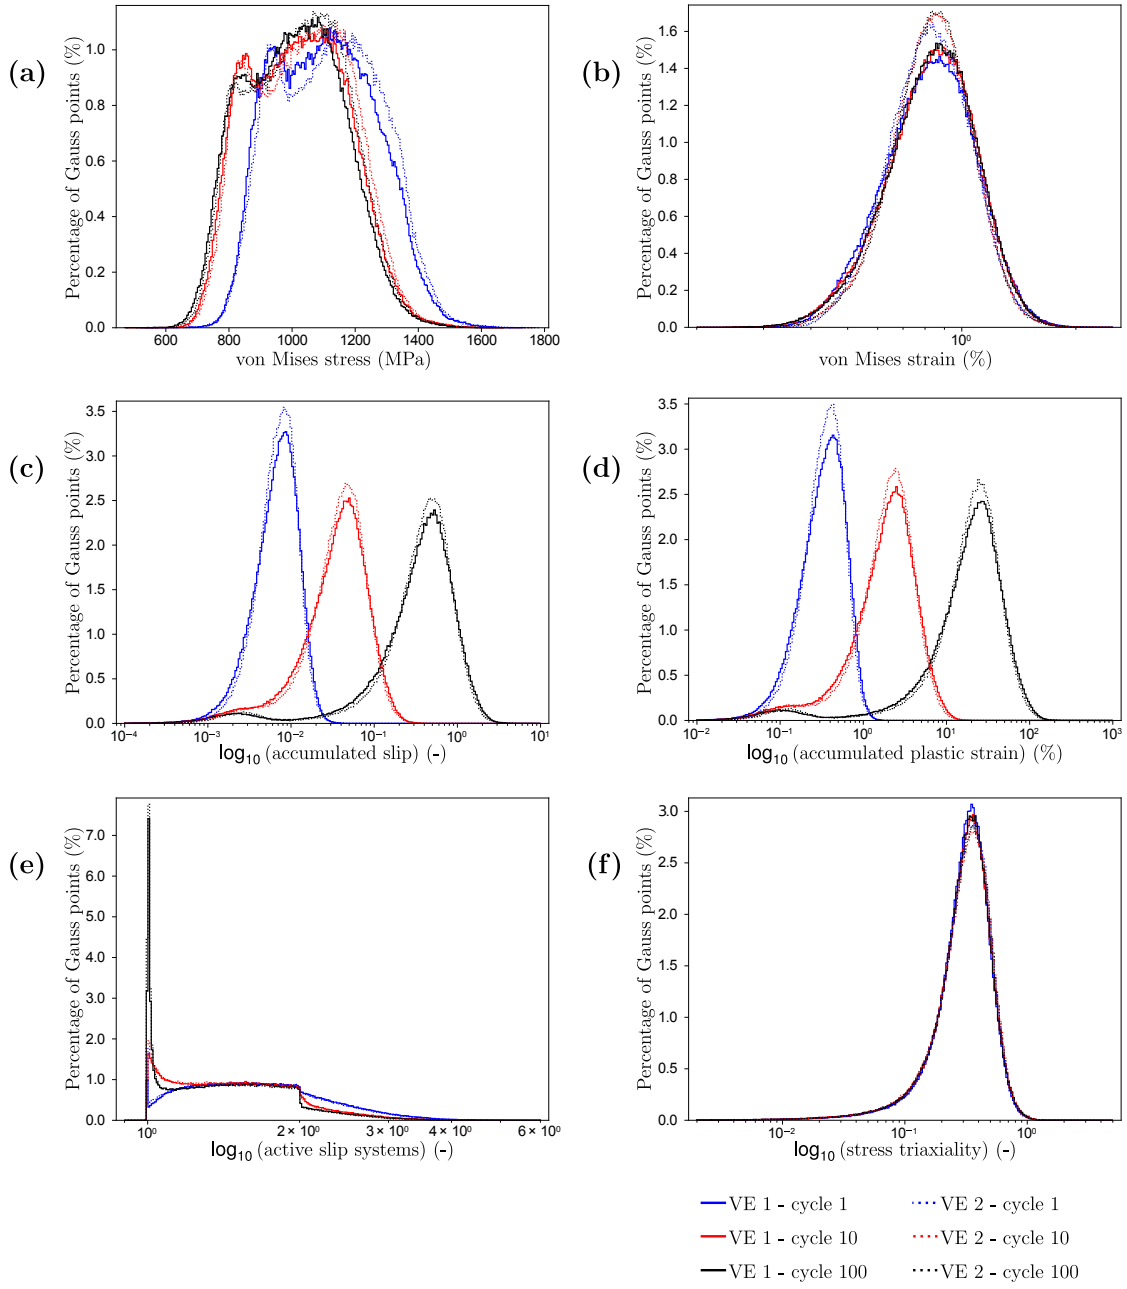 (a)
Percentage of Gauss points (%)
1.0
0.8
0.6
0.4
0.2
0.0
600 800 1000 1200 1400 1600 1800
von Mises stress (MPa)
(b)
Percentage of Gauss points (%)
1.6
1.4
1.2
1.0
0.8
0.6
0.4
0.2
0.0
10⁰
von Mises strain (%)
(c)
Percentage of Gauss points (%)
3.5
3.0
2.5
2.0
1.5
1.0
0.5
0.0
10⁻⁴ 10⁻³ 10⁻² 10⁻¹ 10⁰ 10¹
log₁₀ (accumulated slip) (-)
(d)
Percentage of Gauss points (%)
3.5
3.0
2.5
2.0
1.5
1.0
0.5
0.0
10⁻² 10⁻¹ 10⁰ 10¹ 10² 10³
log₁₀ (accumulated plastic strain) (%)
(e)
Percentage of Gauss points (%)
7.0
6.0
5.0
4.0
3.0
2.0
1.0
0.0
10⁰ 2 × 10⁰ 3 × 10⁰ 4 × 10⁰ 6 × 10⁰
log₁₀ (active slip systems) (-)
(f)
Percentage of Gauss points (%)
3.0
2.5
2.0
1.5
1.0
0.5
0.0
10⁻² 10⁻¹ 10⁰
log₁₀ (stress triaxiality) (-)
VE 1 - cycle 1 VE 2 - cycle 1
VE 1 - cycle 10 VE 2 - cycle 10
VE 1 - cycle 100 VE 2 - cycle 100